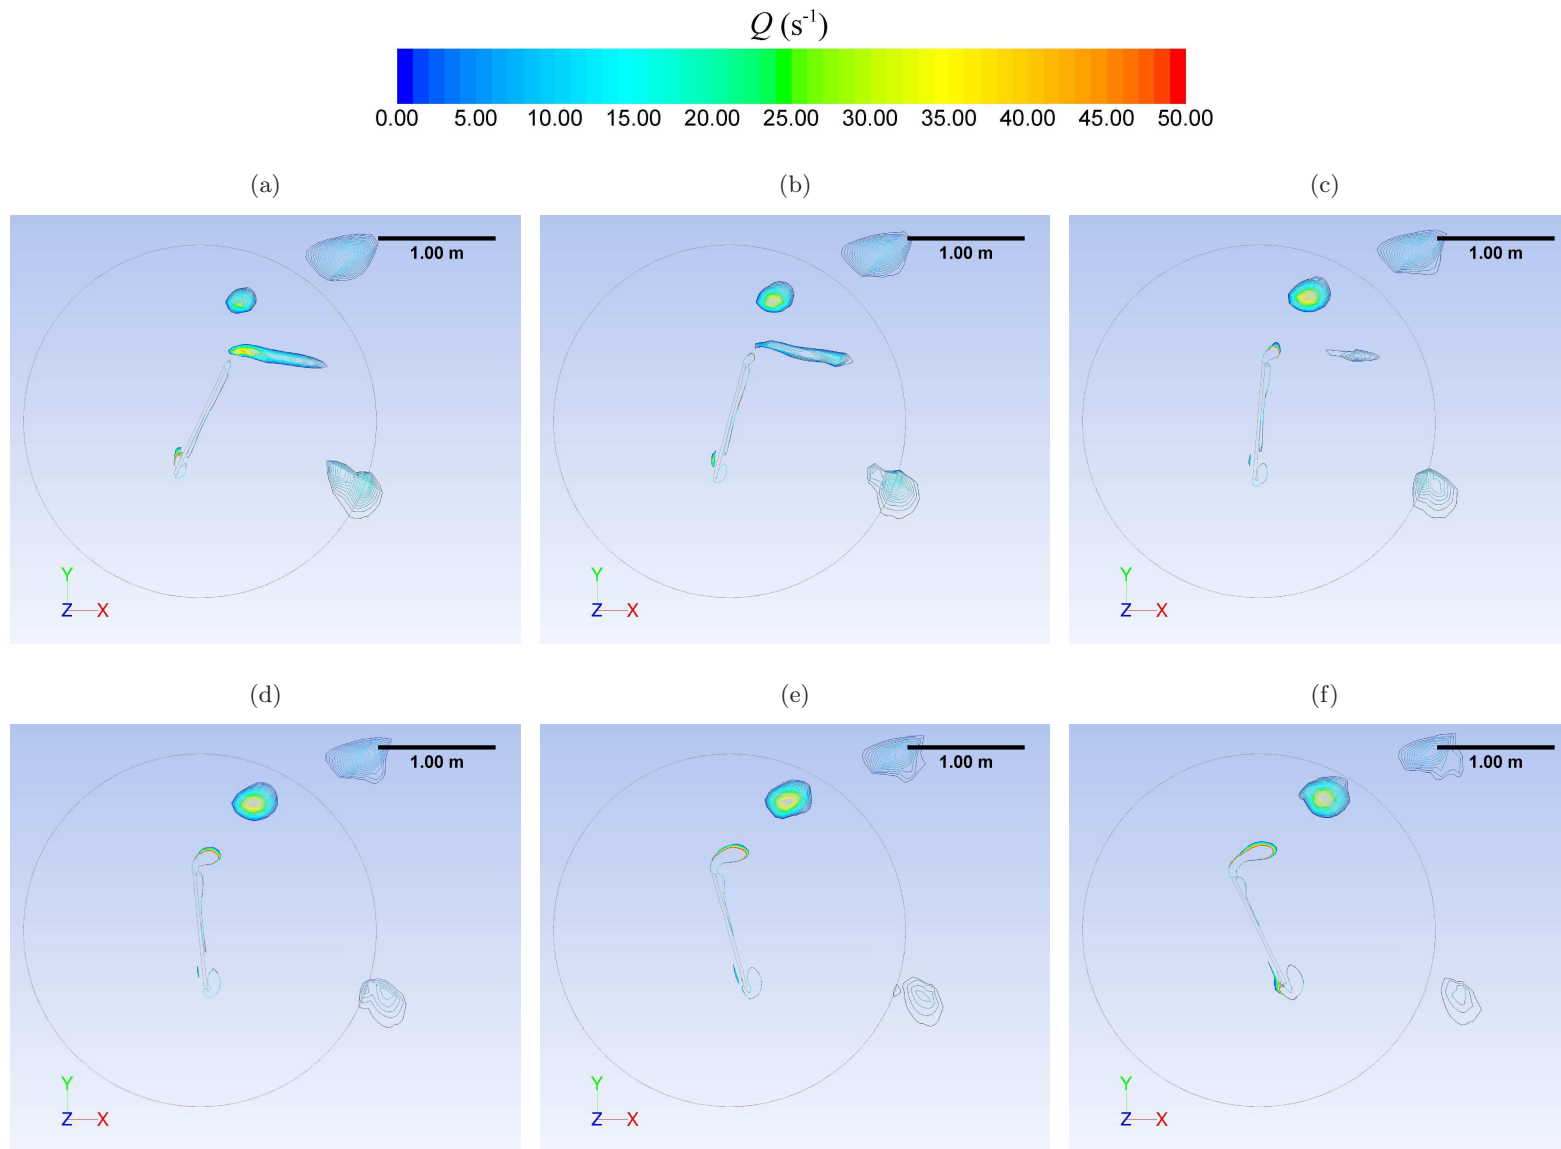 Q (s⁻¹)
0.00 5.00 10.00 15.00 20.00 25.00 30.00 35.00 40.00 45.00 50.00
(a) (b) (c)
1.00 m 1.00 m 1.00 m
Y Y Y
Z X Z X Z X
(d) (e) (f)
1.00 m 1.00 m 1.00 m
Y Y Y
Z X Z X Z X